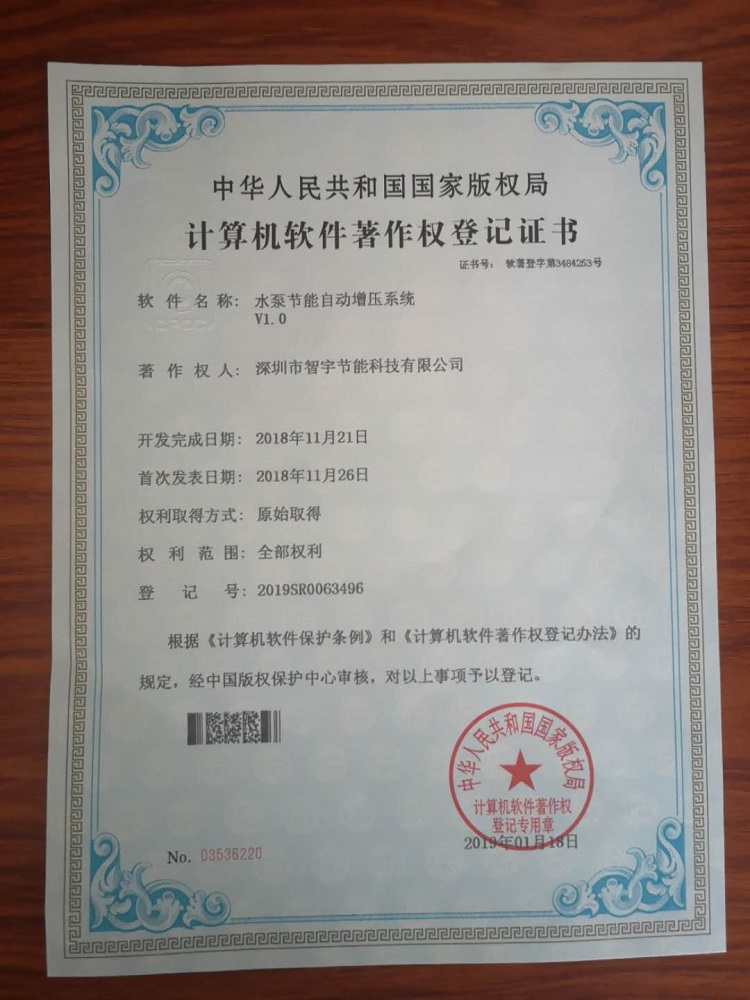 中华人民共和国国家版权局
计算机软件著作权登记证书
证书号： 软著登字第3484253号
软 件 名 称： 水泵节能自动增压系统
V1.0
著 作 权 人： 深圳市智宇节能科技有限公司
开发完成日期： 2018年11月21日
首次发表日期： 2018年11月26日
权利取得方式： 原始取得
权 利 范 围： 全部权利
登 记 号： 2019SR0063496
根据《计算机软件保护条例》和《计算机软件著作权登记办法》的
规定，经中国版权保护中心审核，对以上事项予以登记。
中华人民共和国国家版权局
计算机软件著作权
登记专用章
2019年01月18日
No. 03536220